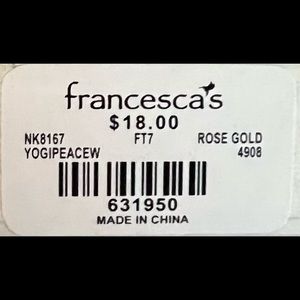 francesca's
$18.00
NK8167 FT7 ROSE GOLD
YOGIPEACEW 4908
631950
MADE IN CHINA